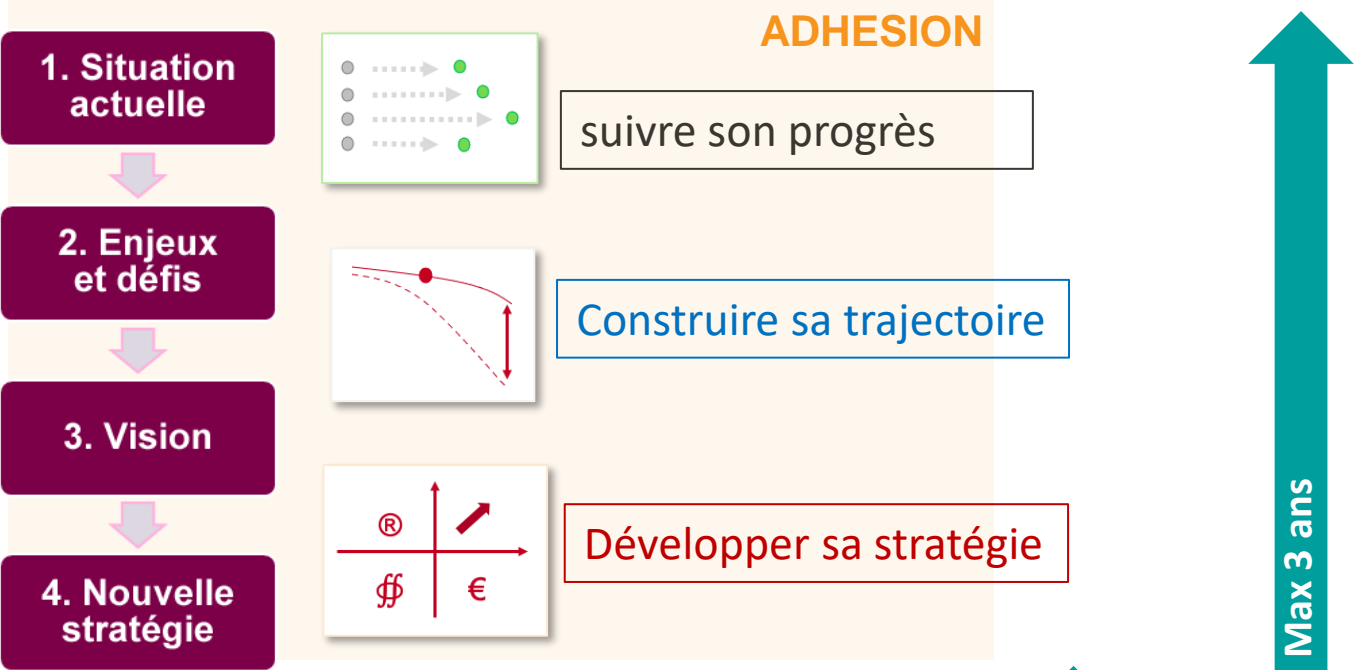 ADHESION
1. Situation
actuelle
suivre son progrès
2. Enjeux
et défis
Construire sa trajectoire
3. Vision
®
∯
€
Développer sa stratégie
4. Nouvelle
stratégie
Max 3 ans